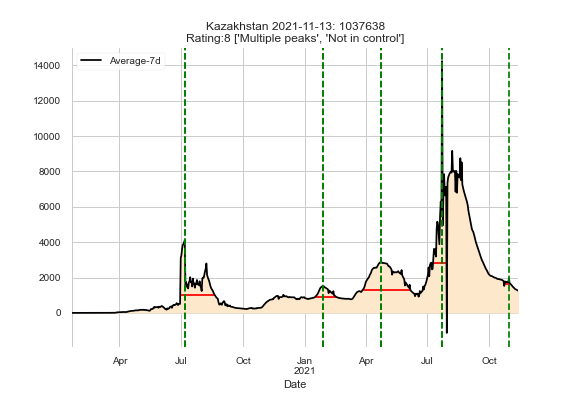 Kazakhstan 2021-11-13: 1037638
Rating:8 ['Multiple peaks', 'Not in control']
Average-7d
14000
12000
10000
8000
6000
4000
2000
0
Apr Jul Oct Jan Apr Jul Oct
2021
Date